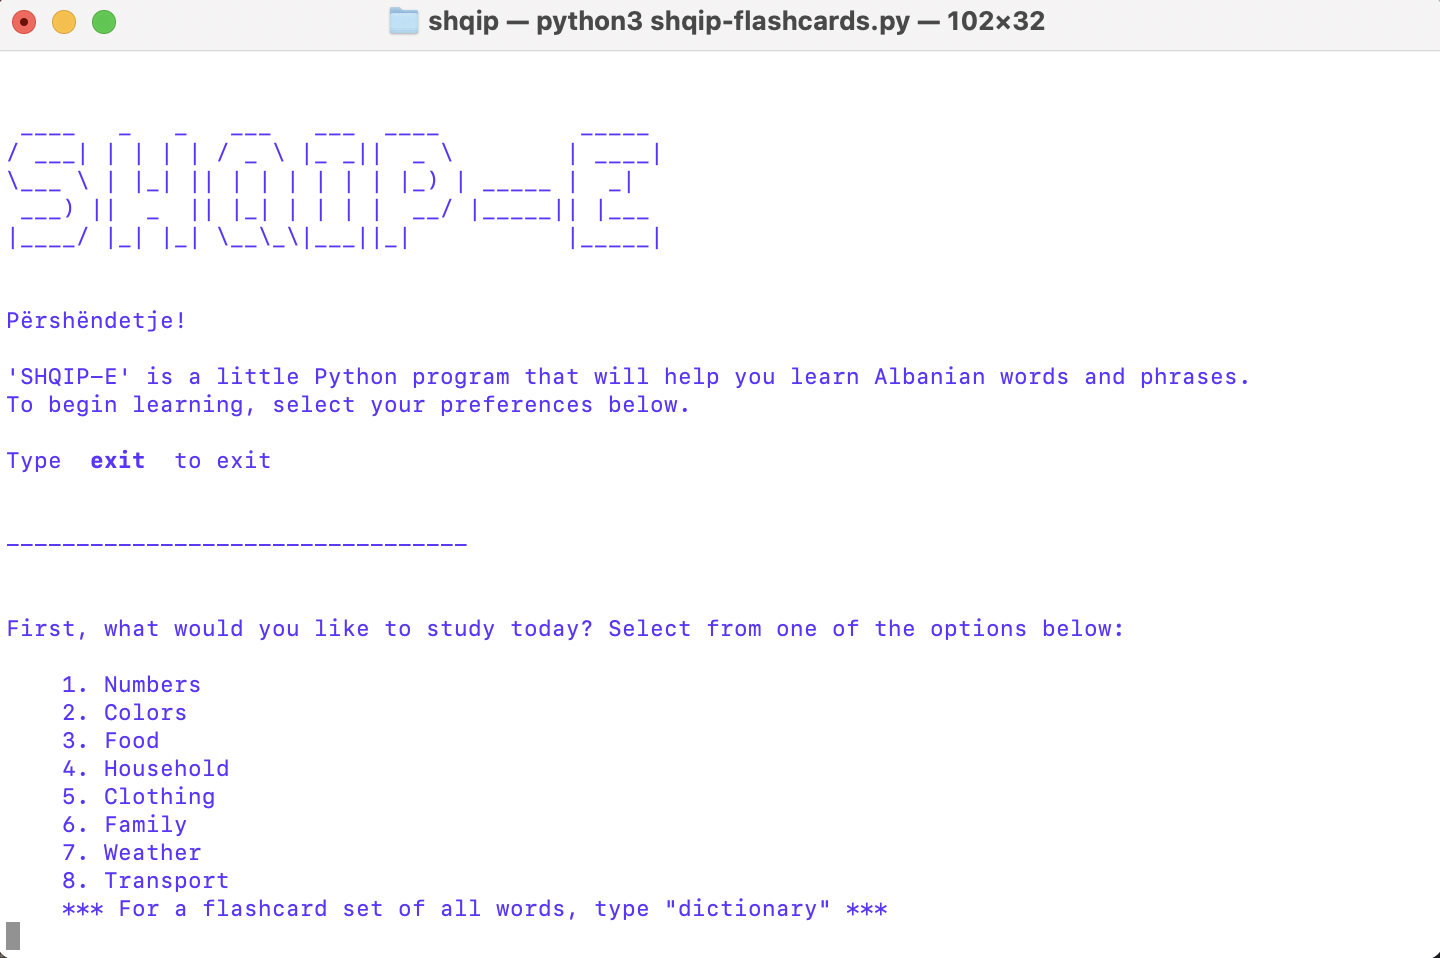 shqip — python3 shqip-flashcards.py — 102×32
SHQIP-E
Përshëndetje!
'SHQIP-E' is a little Python program that will help you learn Albanian words and phrases.
To begin learning, select your preferences below.
Type  exit  to exit
---------------------------------
First, what would you like to study today? Select from one of the options below:
1. Numbers
2. Colors
3. Food
4. Household
5. Clothing
6. Family
7. Weather
8. Transport
*** For a flashcard set of all words, type "dictionary" ***